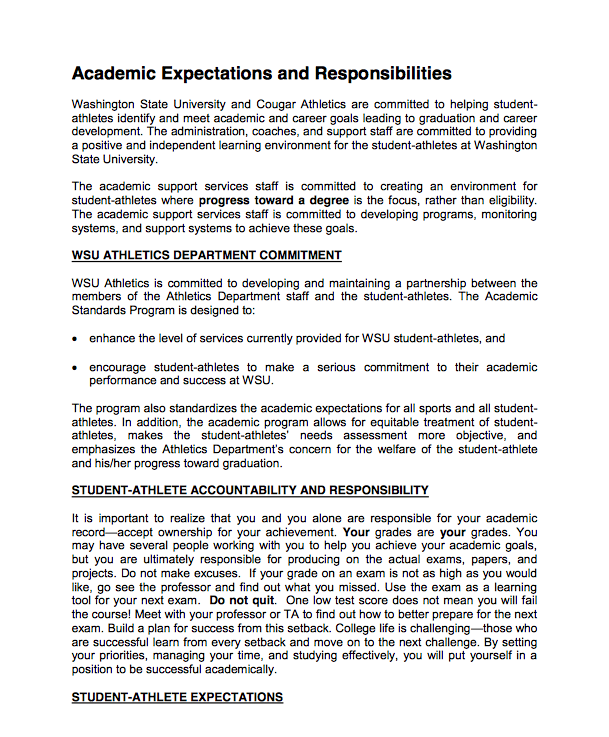 Academic Expectations and Responsibilities
Washington State University and Cougar Athletics are committed to helping student-
athletes identify and meet academic and career goals leading to graduation and career
development. The administration, coaches, and support staff are committed to providing
a positive and independent learning environment for the student-athletes at Washington
State University.
The academic support services staff is committed to creating an environment for
student-athletes where progress toward a degree is the focus, rather than eligibility.
The academic support services staff is committed to developing programs, monitoring
systems, and support systems to achieve these goals.
WSU ATHLETICS DEPARTMENT COMMITMENT
WSU Athletics is committed to developing and maintaining a partnership between the
members of the Athletics Department staff and the student-athletes. The Academic
Standards Program is designed to:
• enhance the level of services currently provided for WSU student-athletes, and
• encourage student-athletes to make a serious commitment to their academic
performance and success at WSU.
The program also standardizes the academic expectations for all sports and all student-
athletes. In addition, the academic program allows for equitable treatment of student-
athletes, makes the student-athletes' needs assessment more objective, and
emphasizes the Athletics Department's concern for the welfare of the student-athlete
and his/her progress toward graduation.
STUDENT-ATHLETE ACCOUNTABILITY AND RESPONSIBILITY
It is important to realize that you and you alone are responsible for your academic
record—accept ownership for your achievement. Your grades are your grades. You
may have several people working with you to help you achieve your academic goals,
but you are ultimately responsible for producing on the actual exams, papers, and
projects. Do not make excuses. If your grade on an exam is not as high as you would
like, go see the professor and find out what you missed. Use the exam as a learning
tool for your next exam. Do not quit. One low test score does not mean you will fail
the course! Meet with your professor or TA to find out how to better prepare for the next
exam. Build a plan for success from this setback. College life is challenging—those who
are successful learn from every setback and move on to the next challenge. By setting
your priorities, managing your time, and studying effectively, you will put yourself in a
position to be successful academically.
STUDENT-ATHLETE EXPECTATIONS